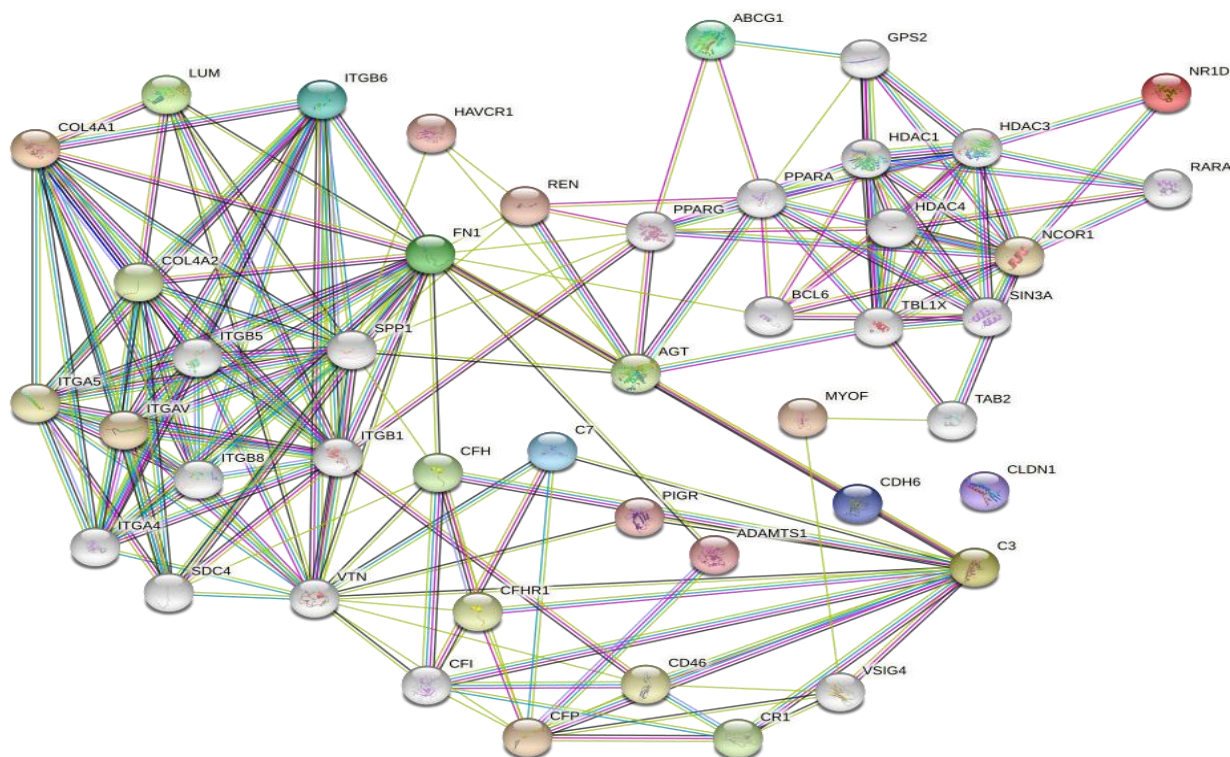 ABCG1
GPS2
LUM
ITGB6
NR1D
HAVCR1
COL4A1
HDAC1
HDAC3
REN
PPARA
RARA
PPARG
HDAC4
FN1
NCOR1
COL4A2
BCL6
TBL1X
SIN3A
ITGB5
SPP1
AGT
ITGA5
ITGAV
MYOF
TAB2
ITGB1
C7
ITGB8
CFH
CLDN1
PIGR
CDH6
ITGA4
ADAMTS1
C3
SDC4
VTN
CFHR1
CFI
CD46
VSIG4
CFP
CR1